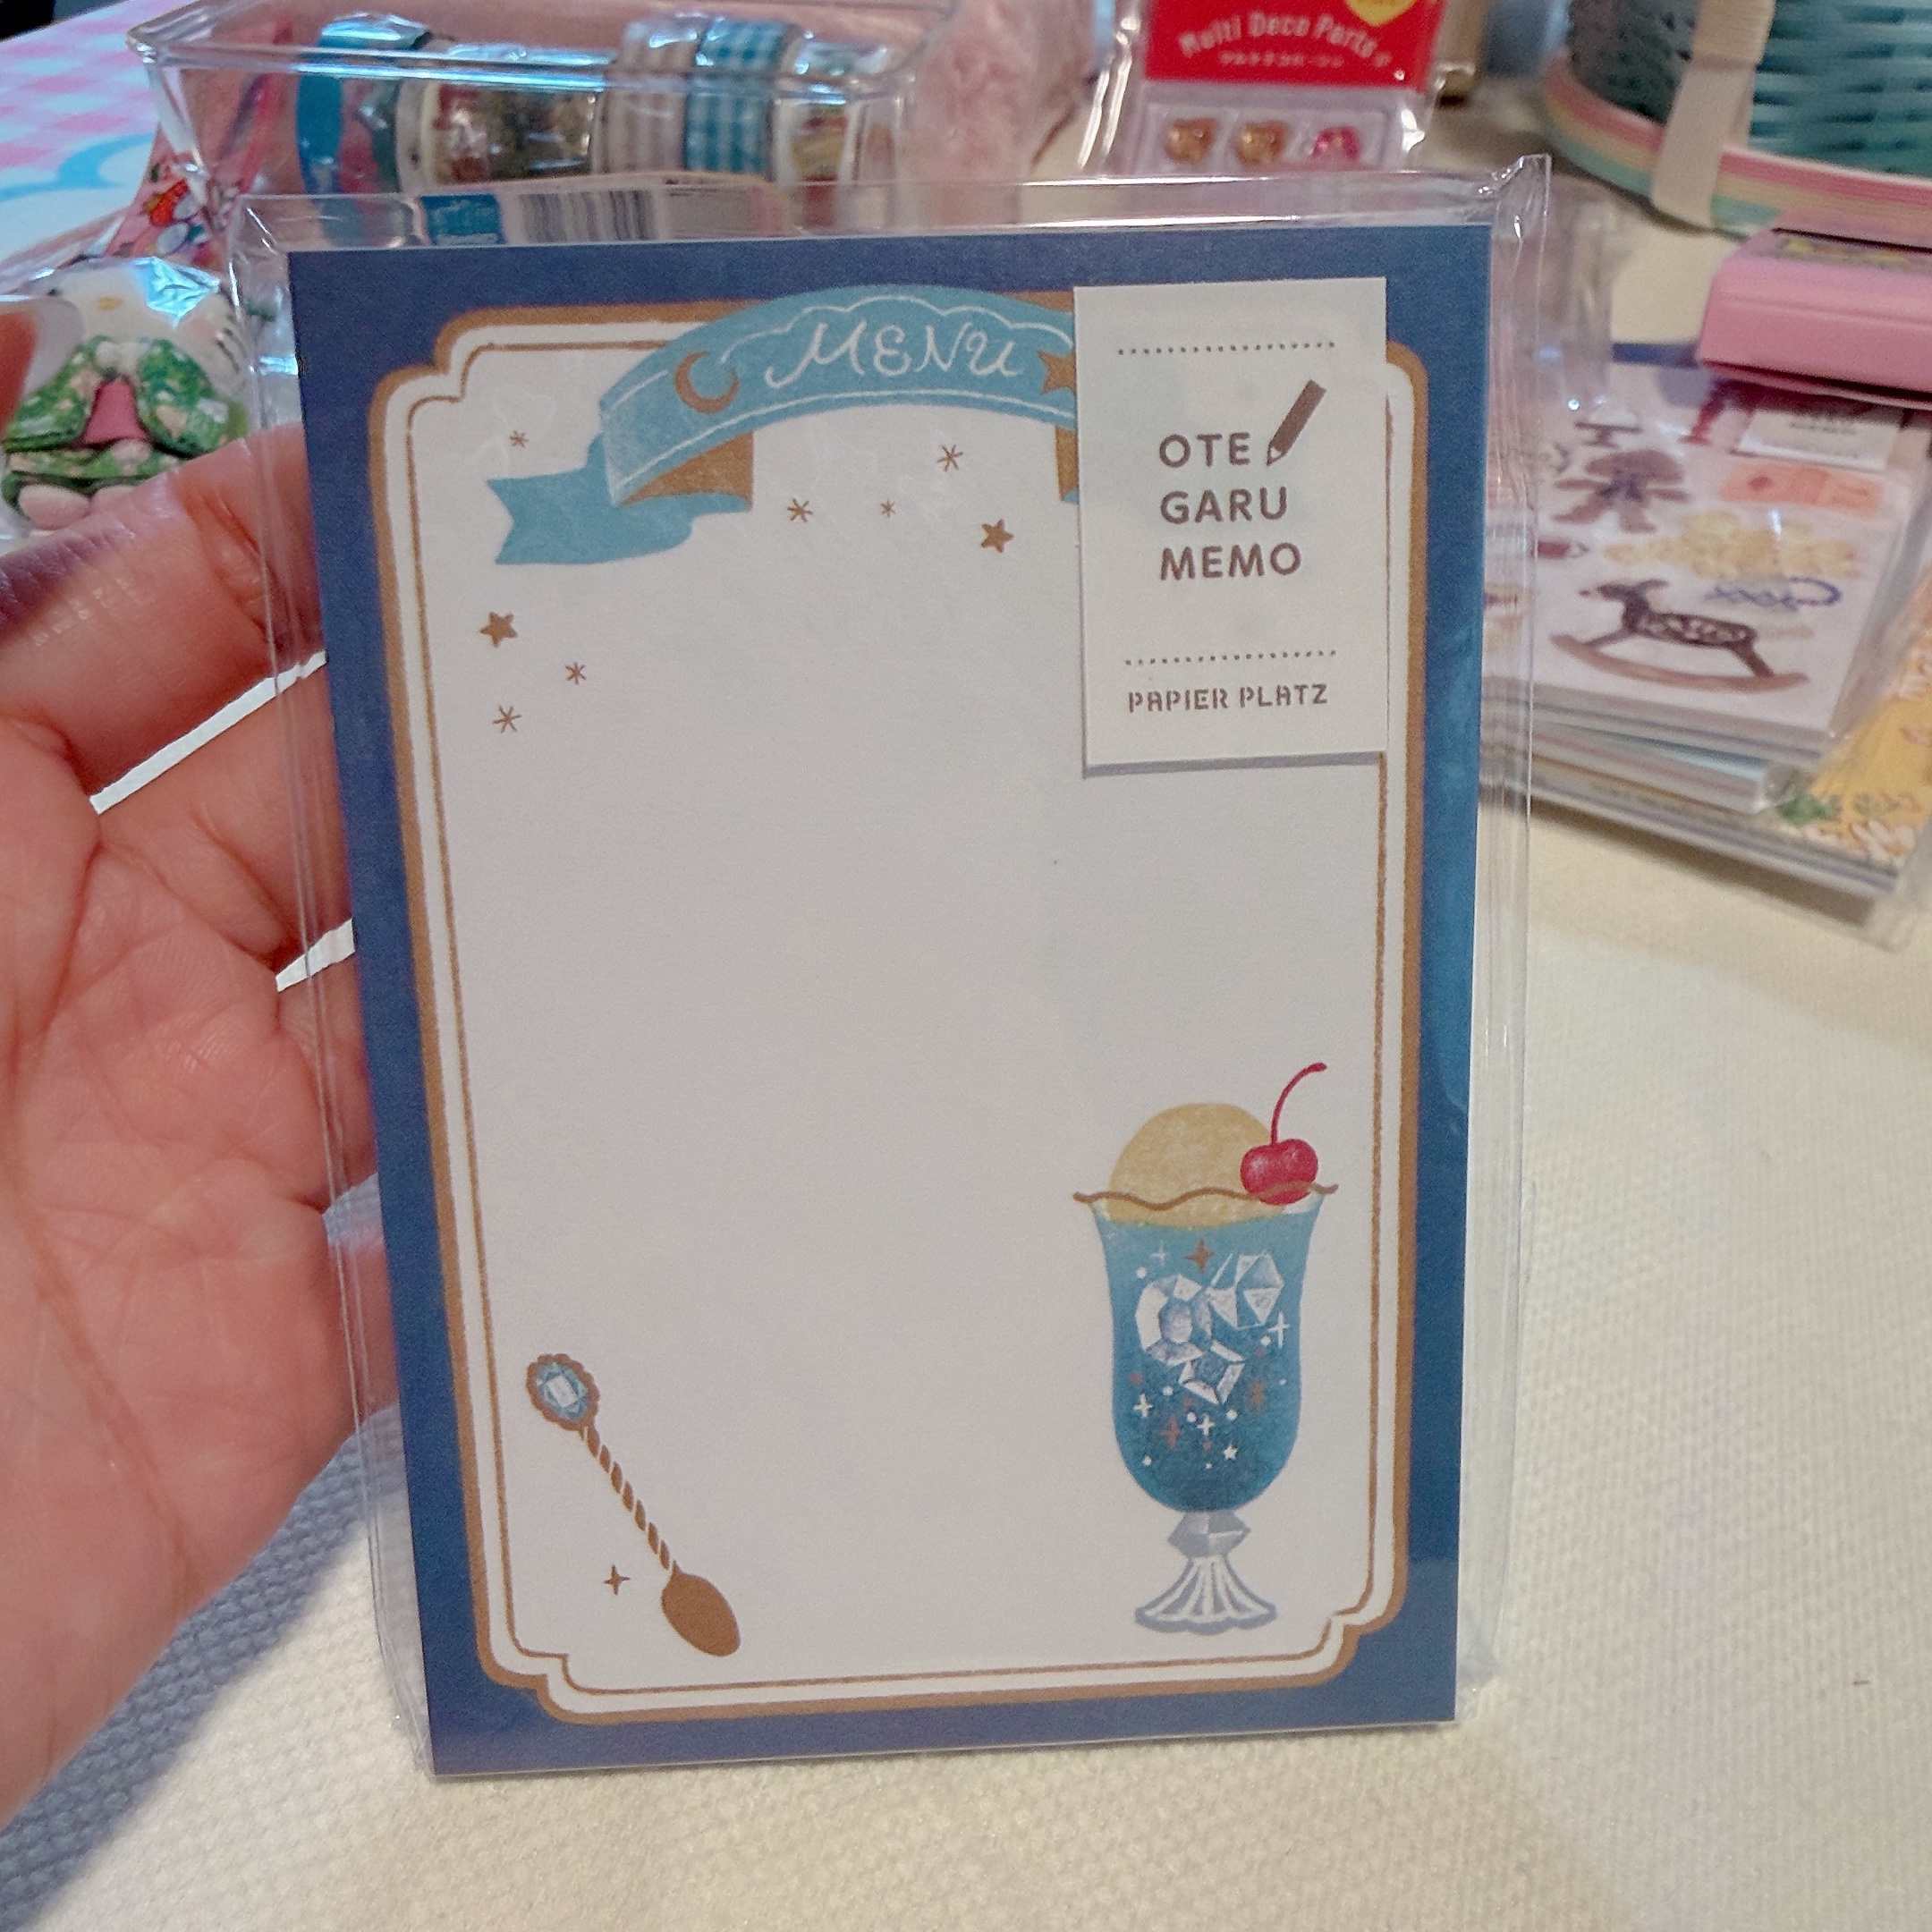 Multi Deco Parts
MENU
OTE
GARU
MEMO
PAPIER PLATZ